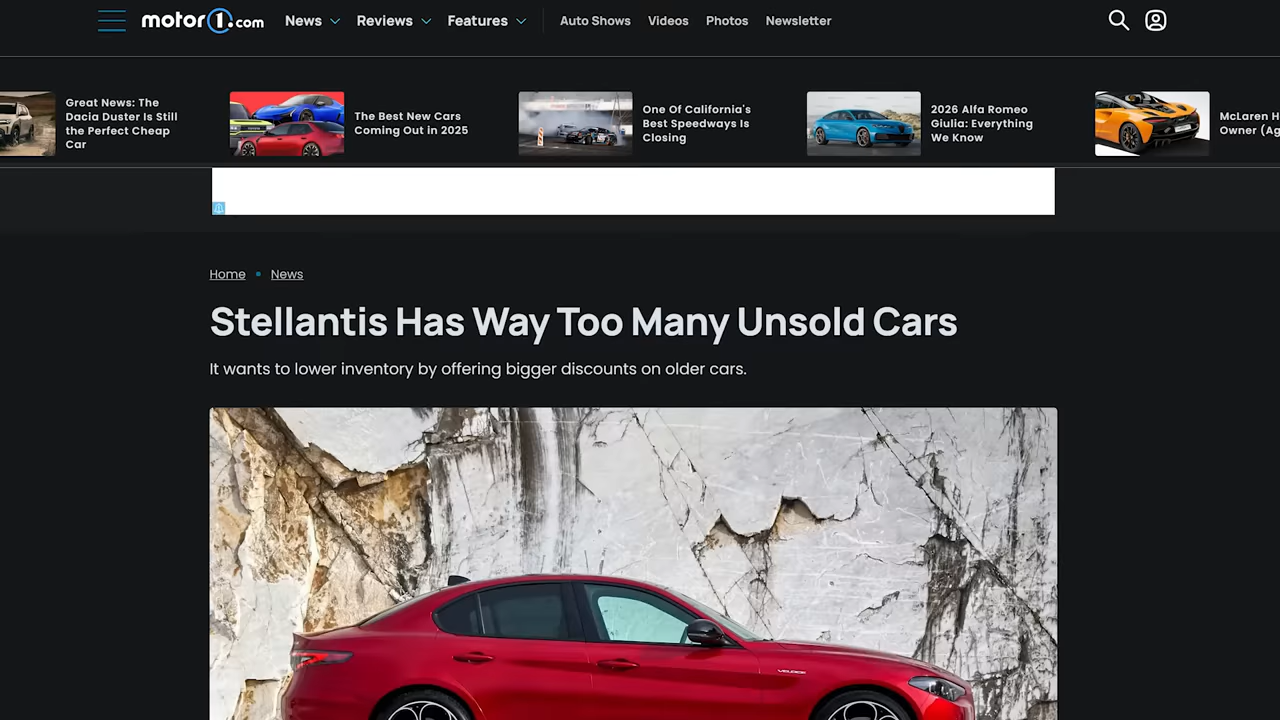 motor1.com
News
Reviews
Features
Auto Shows
Videos
Photos
Newsletter
Great News: The
Dacia Duster Is Still
the Perfect Cheap
Car
The Best New Cars
Coming Out in 2025
One Of California's
Best Speedways Is
Closing
2026 Alfa Romeo
Giulia: Everything
We Know
McLaren H
Owner (Ag
Home
News
Stellantis Has Way Too Many Unsold Cars
It wants to lower inventory by offering bigger discounts on older cars.
VELOCE